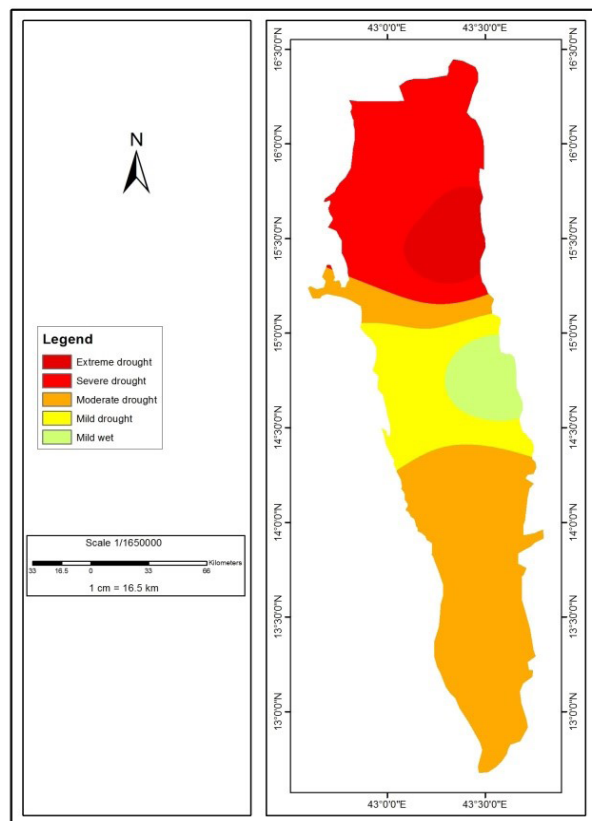 N
Legend
Extreme drought
Severe drought
Moderate drought
Mild drought
Mild wet
Scale 1/1650000
33 16.5 0 33 66 Kilometers
1 cm = 16.5 km
43°0'0"E 43°30'0"E
16°30'0"N 16°30'0"N
16°0'0"N 16°0'0"N
15°30'0"N 15°30'0"N
15°0'0"N 15°0'0"N
14°30'0"N 14°30'0"N
14°0'0"N 14°0'0"N
13°30'0"N 13°30'0"N
13°0'0"N 13°0'0"N
43°0'0"E 43°30'0"E